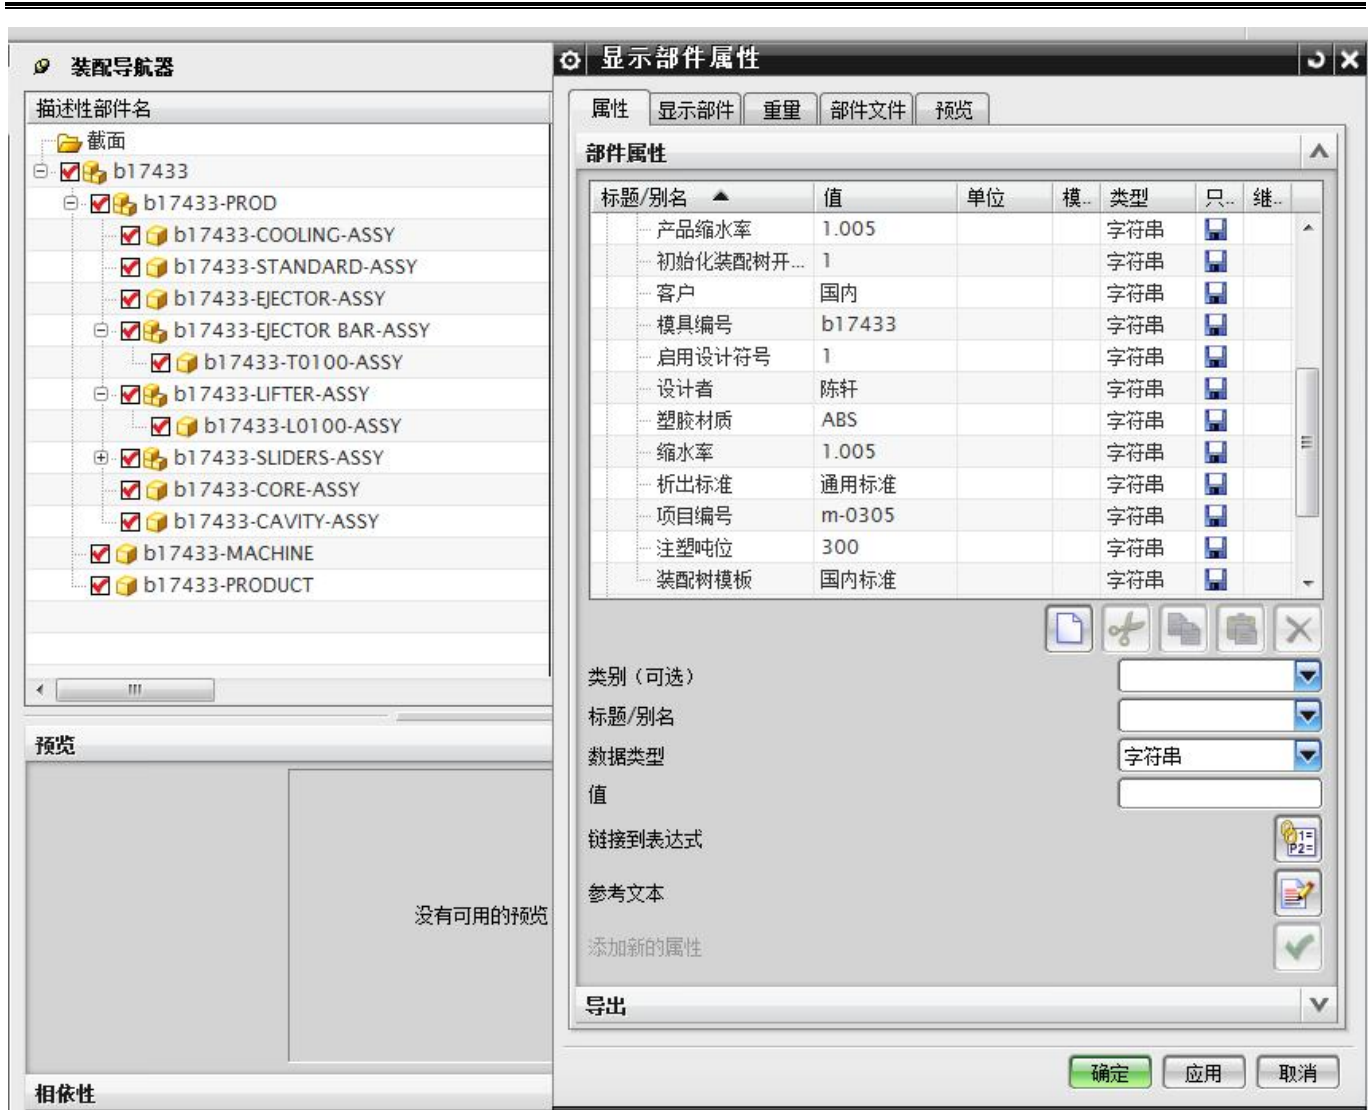 装配导航器
描述性部件名
截面
b17433
b17433-PROD
b17433-COOLING-ASSY
b17433-STANDARD-ASSY
b17433-EJECTOR-ASSY
b17433-EJECTOR BAR-ASSY
b17433-T0100-ASSY
b17433-LIFTER-ASSY
b17433-L0100-ASSY
b17433-SLIDERS-ASSY
b17433-CORE-ASSY
b17433-CAVITY-ASSY
b17433-MACHINE
b17433-PRODUCT
预览
没有可用的预览
相依性
显示部件属性
属性 显示部件 重量 部件文件 预览
部件属性
标题/别名 值 单位 模... 类型 只... 继...
产品缩水率 1.005 字符串
初始化装配树开... 1 字符串
客户 国内 字符串
模具编号 b17433 字符串
启用设计符号 1 字符串
设计者 陈轩 字符串
塑胶材质 ABS 字符串
缩水率 1.005 字符串
析出标准 通用标准 字符串
项目编号 m-0305 字符串
注塑吨位 300 字符串
装配树模板 国内标准 字符串
类别（可选）
标题/别名
数据类型 字符串
值
链接到表达式
1=
P2=
参考文本
添加新的属性
导出
确定 应用 取消